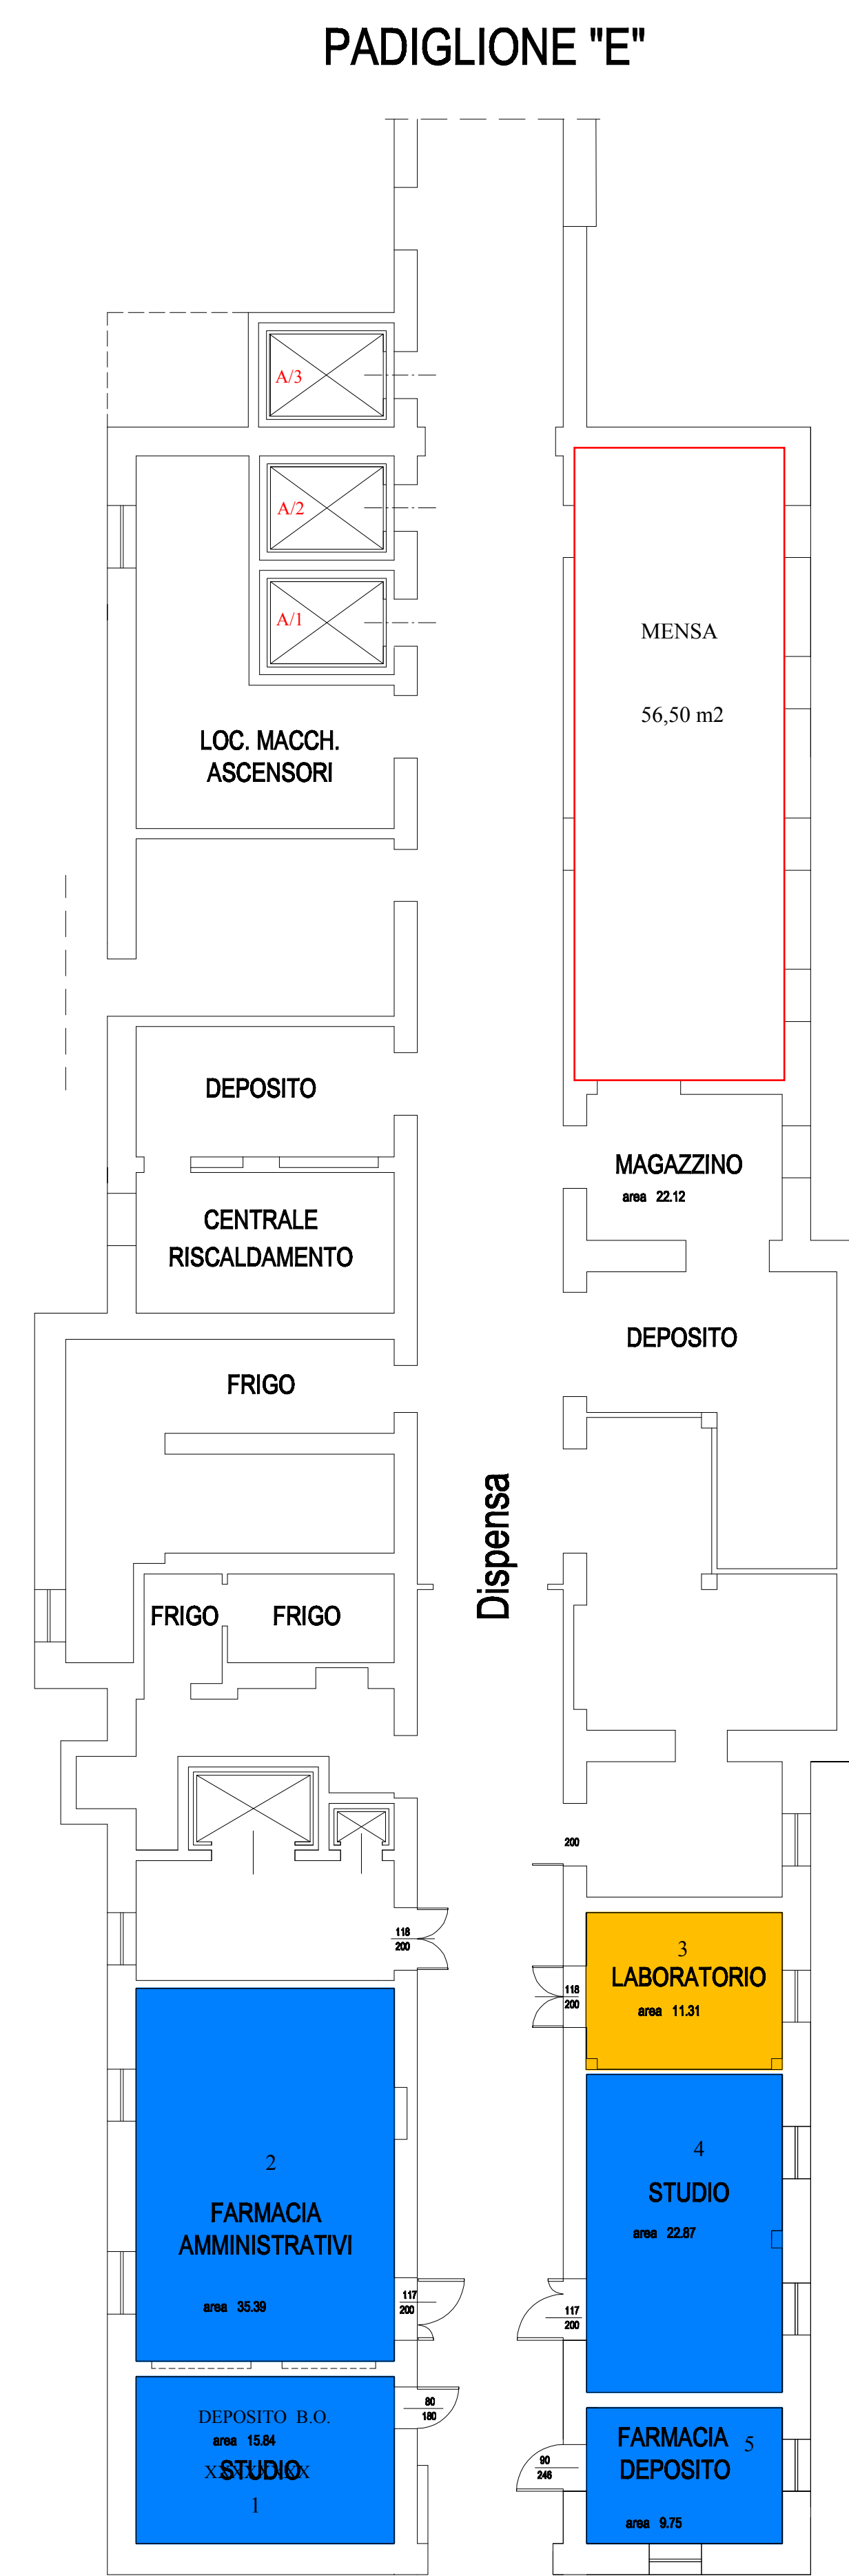 PADIGLIONE "E"
A/3
A/2
A/1
MENSA
56,50 m2
LOC. MACCH.
ASCENSORI
DEPOSITO
MAGAZZINO
area 22.12
CENTRALE
RISCALDAMENTO
DEPOSITO
FRIGO
Dispensa
FRIGO
FRIGO
200
118
200
3
LABORATORIO
area 11.31
118
200
2
FARMACIA
AMMINISTRATIVI
area 35.39
4
STUDIO
area 22.87
117
200
117
200
DEPOSITO B.O.
area 15.84
STUDIO
XXXXXXXX
1
80
180
FARMACIA
DEPOSITO
5
area 9.75
90
246